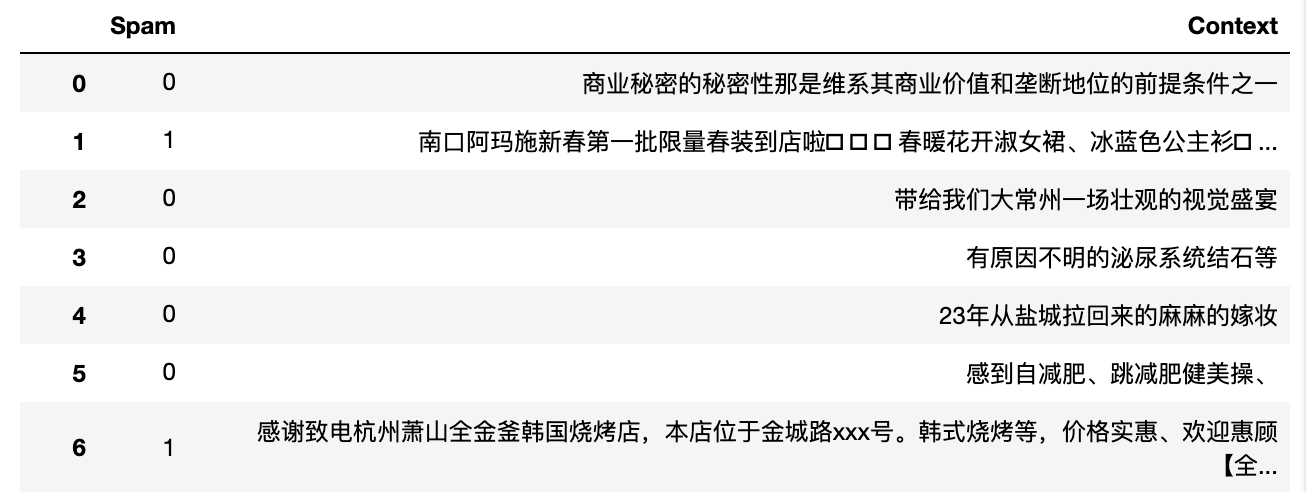 Spam Context
0 0 商业秘密的秘密性那是维系其商业价值和垄断地位的前提条件之一
1 1 南口阿玛施新春第一批限量春装到店啦□□□春暖花开淑女裙、冰蓝色公主衫□ ...
2 0 带给我们大常州一场壮观的视觉盛宴
3 0 有原因不明的泌尿系统结石等
4 0 23年从盐城拉回来的麻麻的嫁妆
5 0 感到自减肥、跳减肥健美操、
6 1 感谢致电杭州萧山全金釜韩国烧烤店，本店位于金城路xxx号。韩式烧烤等，价格实惠、欢迎惠顾
【全...